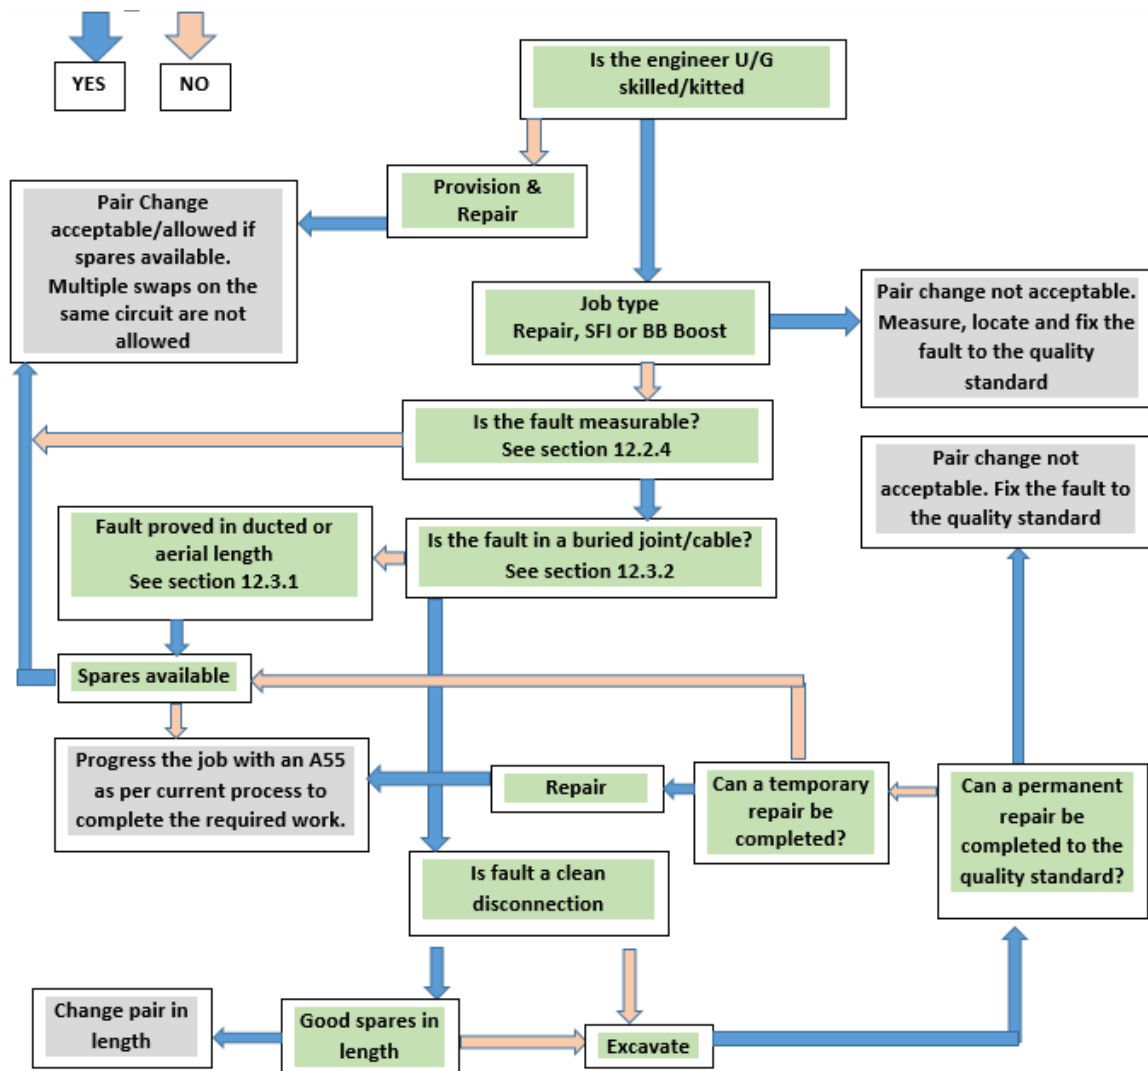 YES
NO
Is the engineer U/G
skilled/kitted
Provision &
Repair
Pair Change
acceptable/allowed if
spares available.
Multiple swaps on the
same circuit are not
allowed
Job type
Repair, SFI or BB Boost
Pair change not acceptable.
Measure, locate and fix the
fault to the quality
standard
Is the fault measurable?
See section 12.2.4
Pair change not
acceptable. Fix the fault to
the quality standard
Fault proved in ducted or
aerial length
See section 12.3.1
Is the fault in a buried joint/cable?
See section 12.3.2
Spares available
Progress the job with an A55
as per current process to
complete the required work.
Repair
Can a temporary
repair be
completed?
Can a permanent
repair be
completed to the
quality standard?
Is fault a clean
disconnection
Change pair in
length
Good spares in
length
Excavate